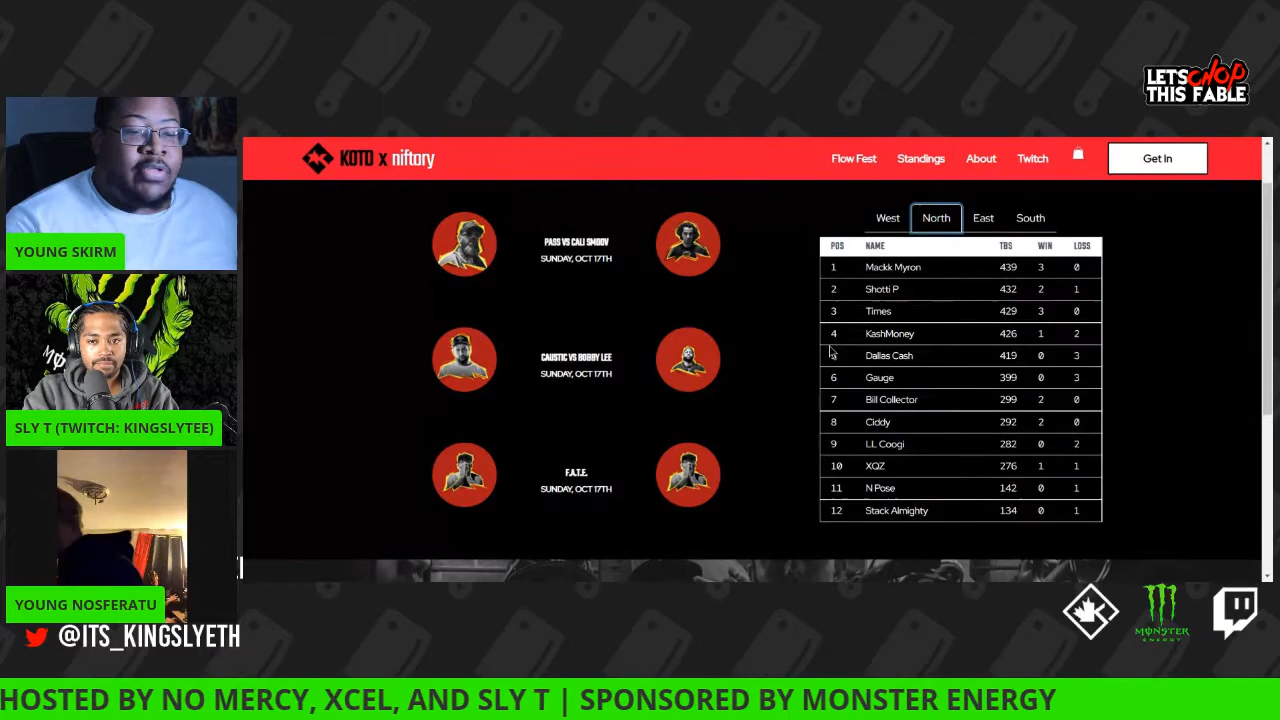 LETS CHOP
THIS FABLE
KOTD x niftory
Flow Fest Standings About Twitch Get In
YOUNG SKIRM
SLY T (TWITCH: KINGSLYTEE)
YOUNG NOSFERATU
PASS VS CALI SMOOV
SUNDAY, OCT 17TH
CAUSTIC VS BOBBY LEE
SUNDAY, OCT 17TH
F.A.T.E.
SUNDAY, OCT 17TH
West North East South
POS NAME TBS WIN LOSS
1 Mackk Myron 439 3 0
2 Shotti P 432 2 1
3 Times 429 3 0
4 KashMoney 426 1 2
Dallas Cash 419 0 3
6 Gauge 399 0 3
7 Bill Collector 299 2 0
8 Ciddy 292 2 0
9 LL Coogi 282 0 2
10 XQZ 276 1 1
11 N Pose 142 0 1
12 Stack Almighty 134 0 1
@ITS_KINGSLYETH
MONSTER
ENERGY
HOSTED BY NO MERCY, XCEL, AND SLY T | SPONSORED BY MONSTER ENERGY